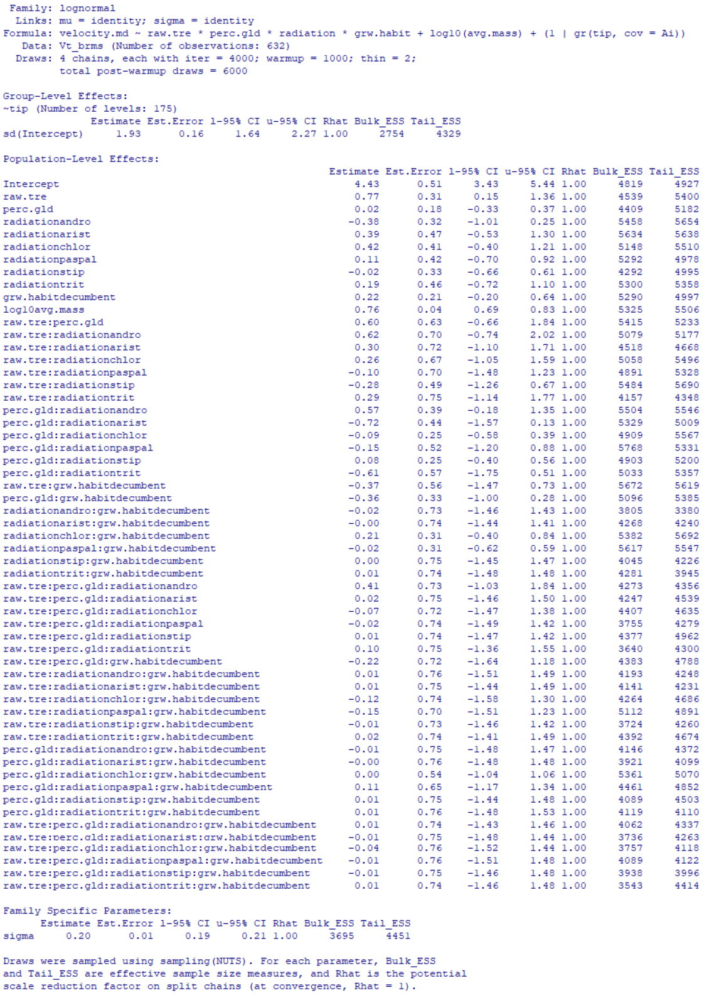 Family: lognormal
Links: mu = identity; sigma = identity
Formula: velocity.md ~ raw.tre * perc.gld * radiation * grw.habit + log10(avg.mass) + (1 | gr(tip, cov = Ai))
Data: Vt_brms (Number of observations: 632)
Draws: 4 chains, each with iter = 4000; warmup = 1000; thin = 2;
total post-warmup draws = 6000
Group-Level Effects:
~tip (Number of levels: 175)
Estimate Est.Error l-95% CI u-95% CI Rhat Bulk_ESS Tail_ESS
sd(Intercept) 1.93 0.16 1.64 2.27 1.00 2754 4329
Population-Level Effects:
Estimate Est.Error l-95% CI u-95% CI Rhat Bulk_ESS Tail_ESS
Intercept 4.43 0.51 3.43 5.44 1.00 4819 4927
raw.tre 0.77 0.31 0.15 1.36 1.00 4539 5400
perc.gld 0.02 0.18 -0.33 0.37 1.00 4409 5182
radiationandro -0.38 0.32 -1.01 0.25 1.00 5458 5654
radiationarist 0.39 0.47 -0.53 1.30 1.00 5634 5638
radiationchlor 0.42 0.41 -0.40 1.21 1.00 5148 5510
radiationpaspal 0.11 0.42 -0.70 0.92 1.00 5292 4978
radiationstip -0.02 0.33 -0.66 0.61 1.00 4292 4995
radiationtrit 0.19 0.46 -0.72 1.10 1.00 5300 5358
grw.habitdecumbent 0.22 0.21 -0.20 0.64 1.00 5290 4997
log10avg.mass 0.76 0.04 0.69 0.83 1.00 5325 5506
raw.tre:perc.gld 0.60 0.63 -0.66 1.84 1.00 5415 5233
raw.tre:radiationandro 0.62 0.70 -0.74 2.02 1.00 5079 5177
raw.tre:radiationarist 0.30 0.72 -1.10 1.71 1.00 4518 4668
raw.tre:radiationchlor 0.26 0.67 -1.05 1.59 1.00 5058 5496
raw.tre:radiationpaspal -0.10 0.70 -1.48 1.23 1.00 4891 5328
raw.tre:radiationstip -0.28 0.49 -1.26 0.67 1.00 5484 5690
raw.tre:radiationtrit 0.29 0.75 -1.14 1.77 1.00 4157 4348
perc.gld:radiationandro 0.57 0.39 -0.18 1.35 1.00 5504 5546
perc.gld:radiationarist -0.72 0.44 -1.57 0.13 1.00 5329 5009
perc.gld:radiationchlor -0.09 0.25 -0.58 0.39 1.00 4909 5567
perc.gld:radiationpaspal -0.15 0.52 -1.20 0.88 1.00 5768 5331
perc.gld:radiationstip 0.08 0.25 -0.40 0.56 1.00 4903 5200
perc.gld:radiationtrit -0.61 0.57 -1.75 0.51 1.00 5033 5357
raw.tre:grw.habitdecumbent -0.37 0.56 -1.47 0.73 1.00 5672 5619
perc.gld:grw.habitdecumbent -0.36 0.33 -1.00 0.28 1.00 5096 5385
radiationandro:grw.habitdecumbent -0.02 0.73 -1.46 1.43 1.00 3805 3380
radiationarist:grw.habitdecumbent -0.00 0.74 -1.44 1.41 1.00 4268 4240
radiationchlor:grw.habitdecumbent 0.21 0.31 -0.40 0.84 1.00 5382 5692
radiationpaspal:grw.habitdecumbent -0.02 0.31 -0.62 0.59 1.00 5617 5547
radiationstip:grw.habitdecumbent 0.00 0.75 -1.45 1.47 1.00 4045 4226
radiationtrit:grw.habitdecumbent 0.01 0.74 -1.48 1.48 1.00 4281 3945
raw.tre:perc.gld:radiationandro 0.41 0.73 -1.03 1.84 1.00 4273 4356
raw.tre:perc.gld:radiationarist 0.02 0.75 -1.46 1.50 1.00 4247 4539
raw.tre:perc.gld:radiationchlor -0.07 0.72 -1.47 1.38 1.00 4407 4635
raw.tre:perc.gld:radiationpaspal -0.02 0.74 -1.49 1.42 1.00 3755 4279
raw.tre:perc.gld:radiationstip 0.01 0.74 -1.47 1.42 1.00 4377 4962
raw.tre:perc.gld:radiationtrit 0.10 0.75 -1.36 1.55 1.00 3640 4300
raw.tre:perc.gld:grw.habitdecumbent -0.22 0.72 -1.64 1.18 1.00 4383 4788
raw.tre:radiationandro:grw.habitdecumbent 0.01 0.76 -1.51 1.49 1.00 4193 4248
raw.tre:radiationarist:grw.habitdecumbent 0.01 0.75 -1.44 1.49 1.00 4141 4231
raw.tre:radiationchlor:grw.habitdecumbent -0.12 0.74 -1.58 1.30 1.00 4264 4686
raw.tre:radiationpaspal:grw.habitdecumbent -0.15 0.70 -1.51 1.23 1.00 5112 4891
raw.tre:radiationstip:grw.habitdecumbent -0.01 0.73 -1.46 1.42 1.00 3724 4260
raw.tre:radiationtrit:grw.habitdecumbent 0.02 0.74 -1.41 1.49 1.00 4392 4674
perc.gld:radiationandro:grw.habitdecumbent -0.01 0.75 -1.48 1.47 1.00 4146 4372
perc.gld:radiationarist:grw.habitdecumbent -0.00 0.76 -1.48 1.48 1.00 3921 4099
perc.gld:radiationchlor:grw.habitdecumbent 0.00 0.54 -1.04 1.06 1.00 5361 5070
perc.gld:radiationpaspal:grw.habitdecumbent 0.11 0.65 -1.17 1.34 1.00 4461 4852
perc.gld:radiationstip:grw.habitdecumbent 0.01 0.75 -1.44 1.48 1.00 4089 4503
perc.gld:radiationtrit:grw.habitdecumbent 0.01 0.76 -1.48 1.53 1.00 4119 4110
raw.tre:perc.gld:radiationandro:grw.habitdecumbent 0.01 0.74 -1.43 1.46 1.00 4062 4337
raw.tre:perc.gld:radiationarist:grw.habitdecumbent -0.01 0.75 -1.48 1.44 1.00 3736 4263
raw.tre:perc.gld:radiationchlor:grw.habitdecumbent -0.04 0.76 -1.52 1.44 1.00 3757 4118
raw.tre:perc.gld:radiationpaspal:grw.habitdecumbent -0.01 0.76 -1.51 1.48 1.00 4089 4122
raw.tre:perc.gld:radiationstip:grw.habitdecumbent -0.01 0.75 -1.46 1.48 1.00 3938 3996
raw.tre:perc.gld:radiationtrit:grw.habitdecumbent 0.01 0.74 -1.46 1.48 1.00 3543 4414
Family Specific Parameters:
Estimate Est.Error l-95% CI u-95% CI Rhat Bulk_ESS Tail_ESS
sigma 0.20 0.01 0.19 0.21 1.00 3695 4451
Draws were sampled using sampling(NUTS). For each parameter, Bulk_ESS
and Tail_ESS are effective sample size measures, and Rhat is the potential
scale reduction factor on split chains (at convergence, Rhat = 1).